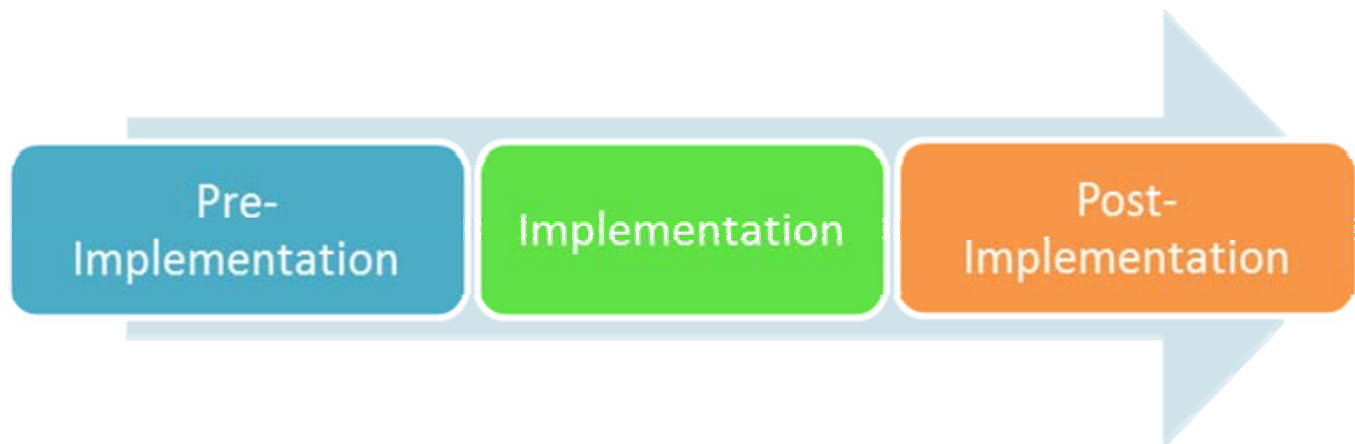 Pre-
Implementation
Implementation
Post-
Implementation